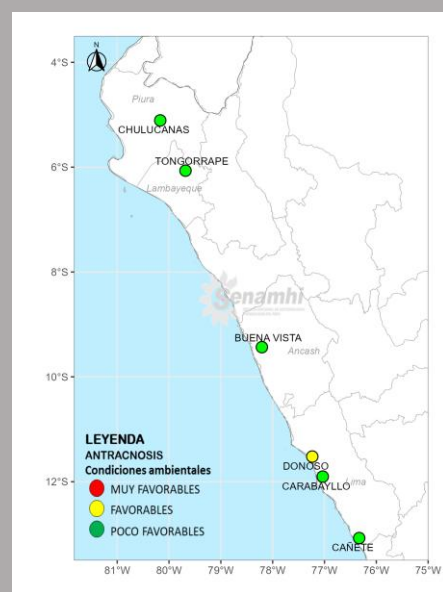 N
4°S
Piura
CHULUCANAS
TONGORRAPE
6°S
Lambayeque
8°S
Senamhi
BUENA VISTA
Ancash
10°S
LEYENDA
ANTRACNOSIS
Condiciones ambientales
MUY FAVORABLES
FAVORABLES
POCO FAVORABLES
DONOSO
12°S
CARABAYLLO
Lima
CAÑETE
81°W 80°W 79°W 78°W 77°W 76°W 75°W